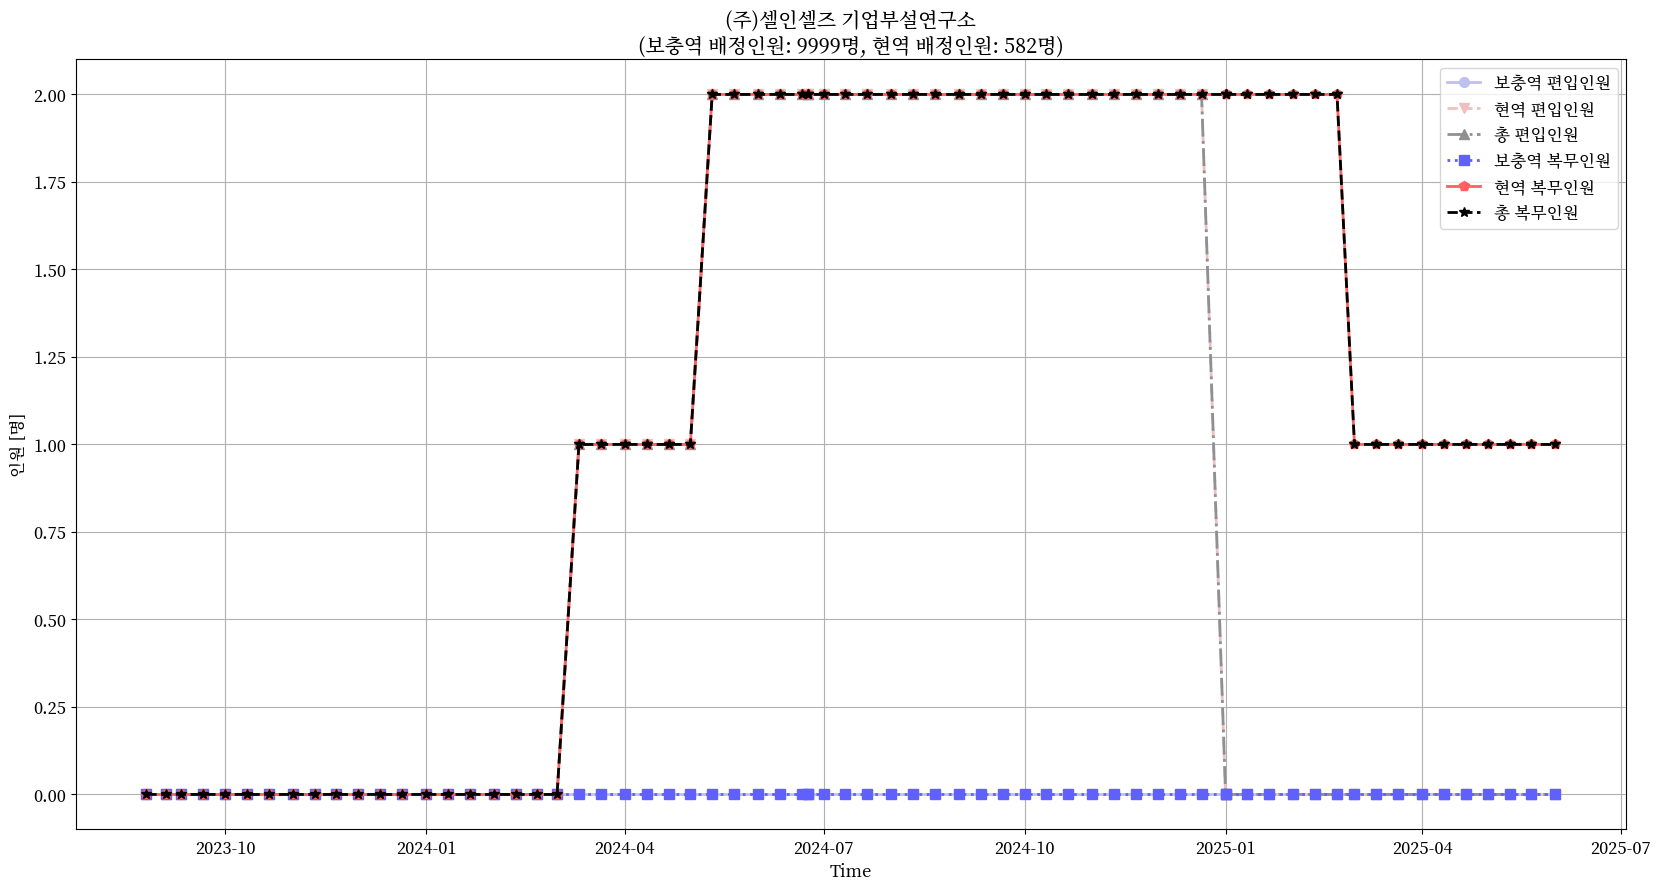 (주)셀인셀즈 기업부설연구소
(보충역 배정인원: 9999명, 현역 배정인원: 582명)
보충역 편입인원
현역 편입인원
총 편입인원
보충역 복무인원
현역 복무인원
총 복무인원
인원 [명]
2.00
1.75
1.50
1.25
1.00
0.75
0.50
0.25
0.00
2023-10
2024-01
2024-04
2024-07
2024-10
2025-01
2025-04
2025-07
Time